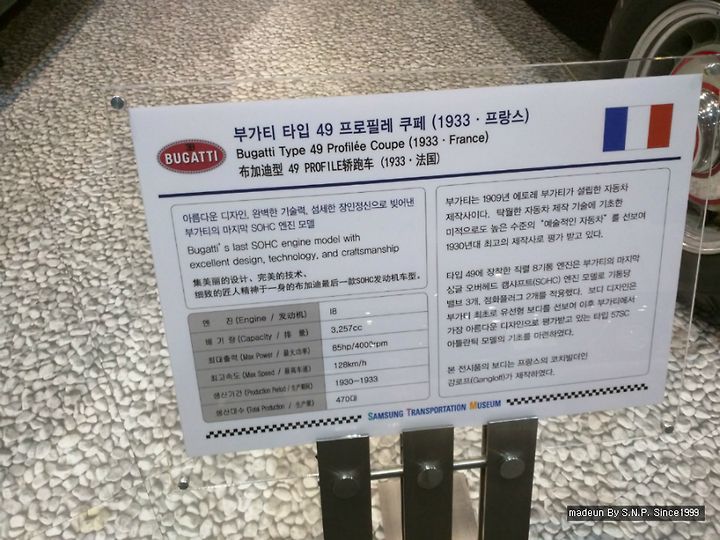 BUGATTI
부가티 타입 49 프로필레 쿠페 (1933 · 프랑스)
Bugatti Type 49 Profilée Coupe (1933 · France)
布加迪型 49 PROFILE轿跑车 (1933 · 法国)
아름다운 디자인, 완벽한 기술력, 섬세한 장인정신으로 빚어낸
부가티의 마지막 SOHC 엔진 모델
Bugati's last SOHC engine model with
excellent design, technology, and craftsmanship
集美丽的设计、完美的技术、
细致的匠人精神于一身的布加迪最后一款SOHC发动机车型。
엔 진 (Engine / 发动机) I8
배 기 량 (Capacity / 排 量) 3,257cc
최대출력 (Max Power / 最大功率) 85hp/4000rpm
최고속도 (Max Speed / 最高车速) 128km/h
생산기간 (Production Period / 生产期间) 1930~1933
생산대수 (Total Production / 生产量) 470대
부가티는 1909년 에토레 부가티가 설립한 자동차
제작사이다. 탁월한 자동차 제작 기술에 기초한
미적으로도 높은 수준의 "예술적인 자동차"를 선보여
1930년대 최고의 제작사로 평가 받고 있다.
타입 49에 장착한 직렬 8기통 엔진은 부가티의 마지막
싱글 오버헤드 캠샤프트(SOHC) 엔진 모델로 기통당
밸브 3개, 점화플러그 2개를 적용했다. 보디 디자인은
부가티 최초로 유선형 보디를 선보여 이후 부가티에서
가장 아름다운 디자인으로 평가받고 있는 타입 57SC
아틀란틱 모델의 기초를 마련하였다.
본 전시품의 보디는 프랑스의 코치빌더인
강로프(Gangloff)가 제작하였다.
SAMSUNG TRANSPORTATION MUSEUM
madeun By S.N.P. Since1999